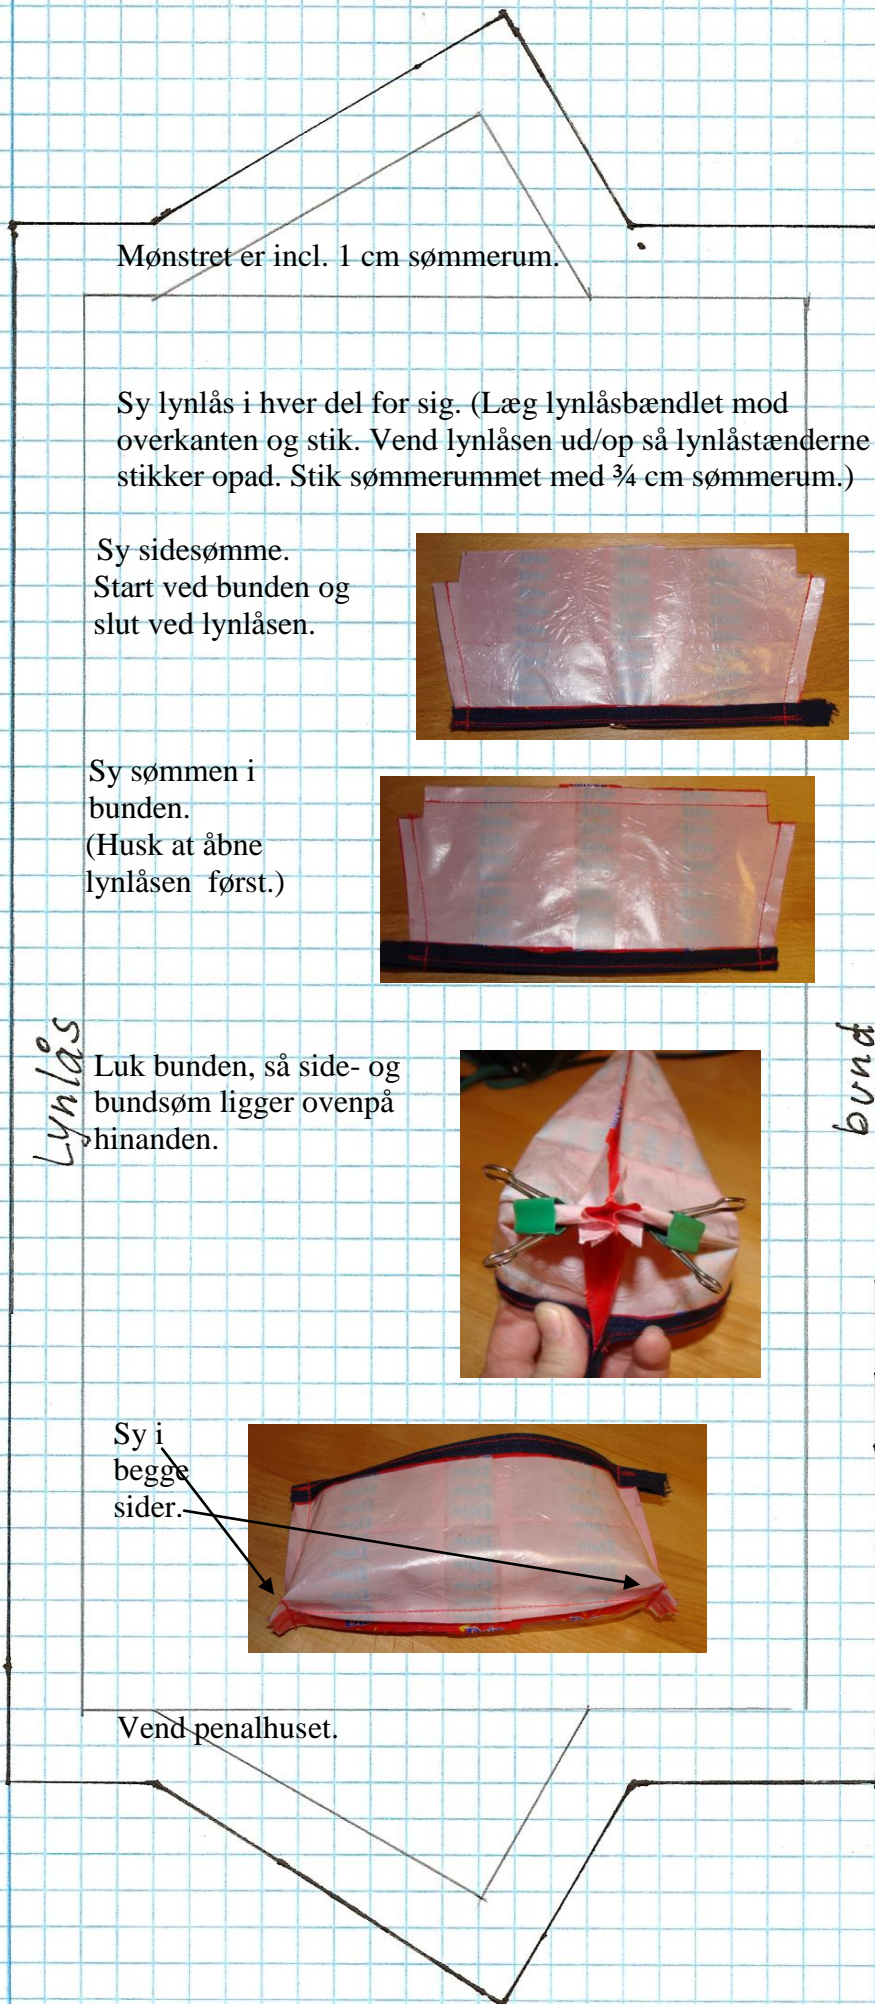 Mønstret er incl. 1 cm sømmerum.
Sy lynlås i hver del for sig. (Læg lynlåsbændlet mod
overkanten og stik. Vend lynlåsen ud/op så lynlåstænderne
stikker opad. Stik sømmerummet med ¾ cm sømmerum.)
Sy sidesømme.
Start ved bunden og
slut ved lynlåsen.
Sy sømmen i
bunden.
(Husk at åbne
lynlåsen først.)
Lynlås
bund
Luk bunden, så side- og
bundsøm ligger ovenpå
hinanden.
Sy i
begge
sider.
Vend penalhuset.